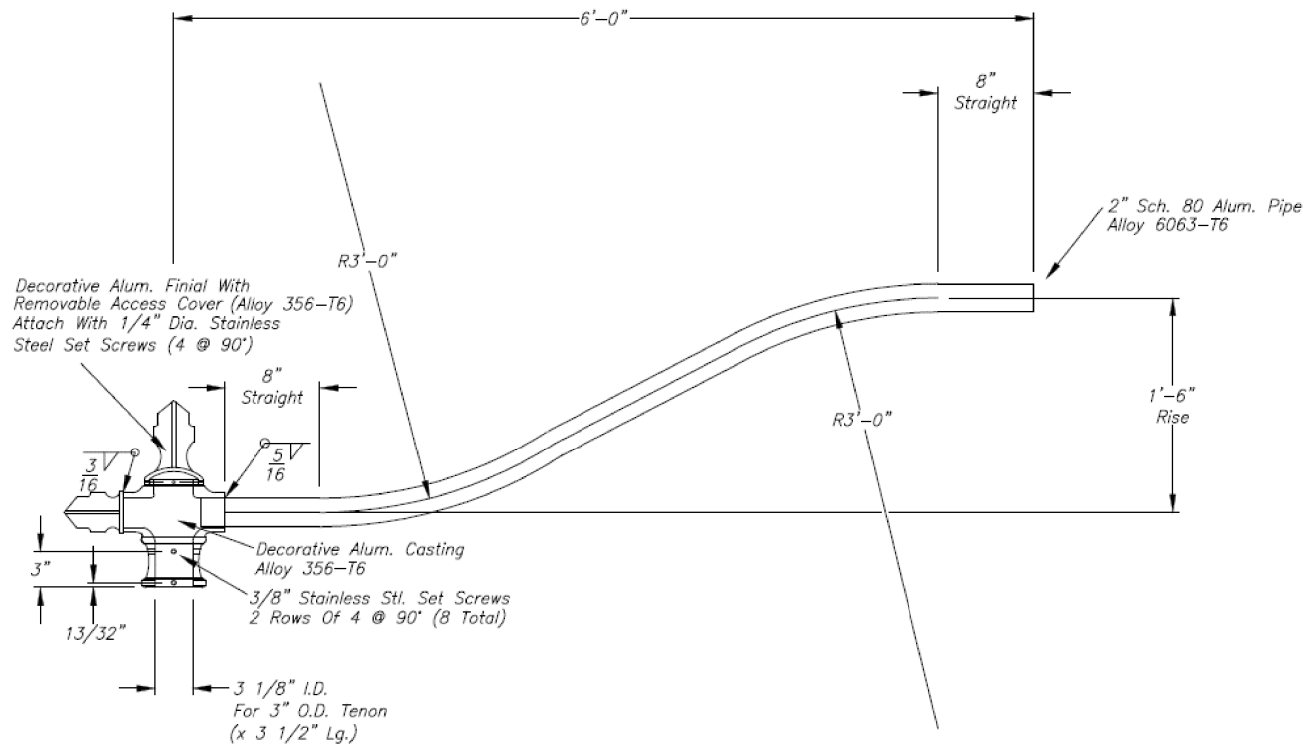 6'-0"
8"
Straight
2" Sch. 80 Alum. Pipe
Alloy 6063-T6
R3'-0"
Decorative Alum. Finial With
Removable Access Cover (Alloy 356-T6)
Attach With 1/4" Dia. Stainless
Steel Set Screws (4 @ 90°)
8"
Straight
1'-6"
Rise
R3'-0"
3
16
5
16
Decorative Alum. Casting
Alloy 356-T6
3"
3/8" Stainless Stl. Set Screws
2 Rows Of 4 @ 90° (8 Total)
13/32"
3 1/8" I.D.
For 3" O.D. Tenon
(x 3 1/2" Lg.)